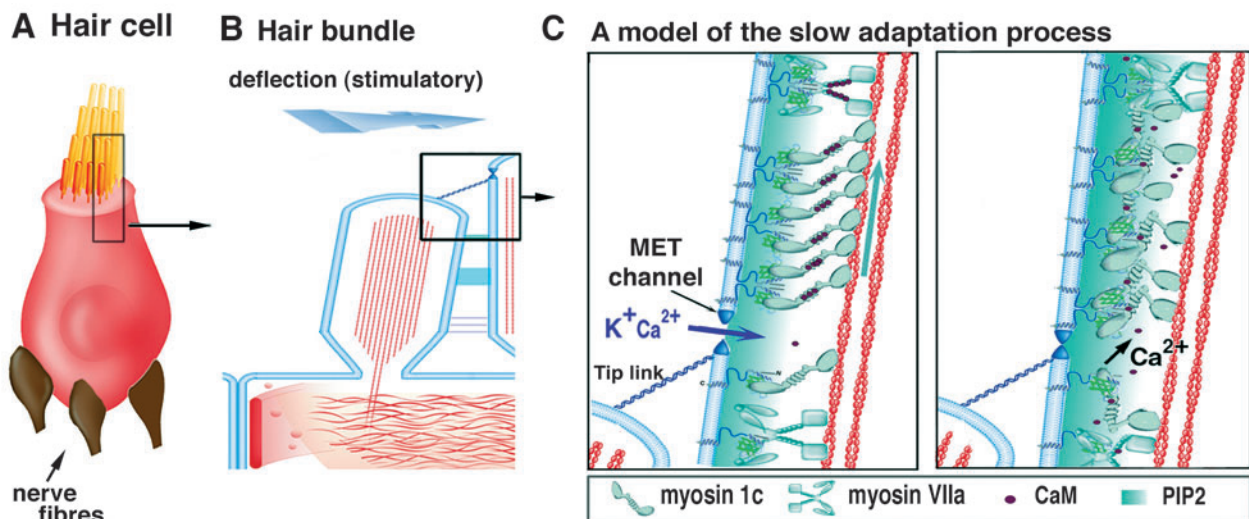 A Hair cell
nerve
fibres
B Hair bundle
deflection (stimulatory)
C A model of the slow adaptation process
MET
channel
K+Ca2+
Tip link
C
N
Ca2+
myosin 1c
myosin VIIa
CaM
PIP2